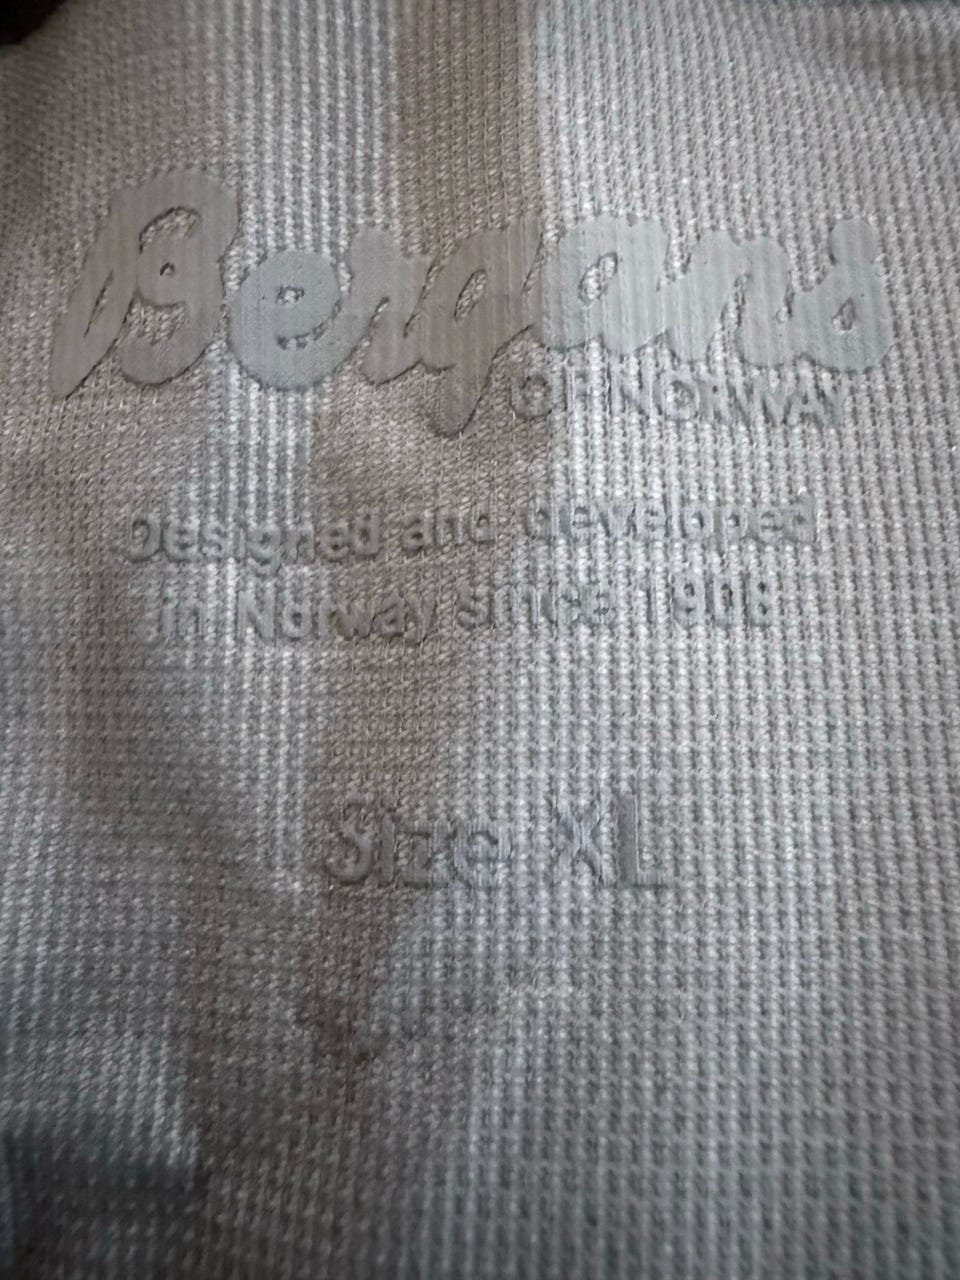 Bergans
OF NORWAY
Designed and developed
in Norway since 1908
Size XL